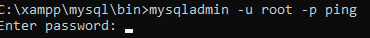 C:\xampp\mysql\bin>mysqladmin -u root -p ping
Enter password: